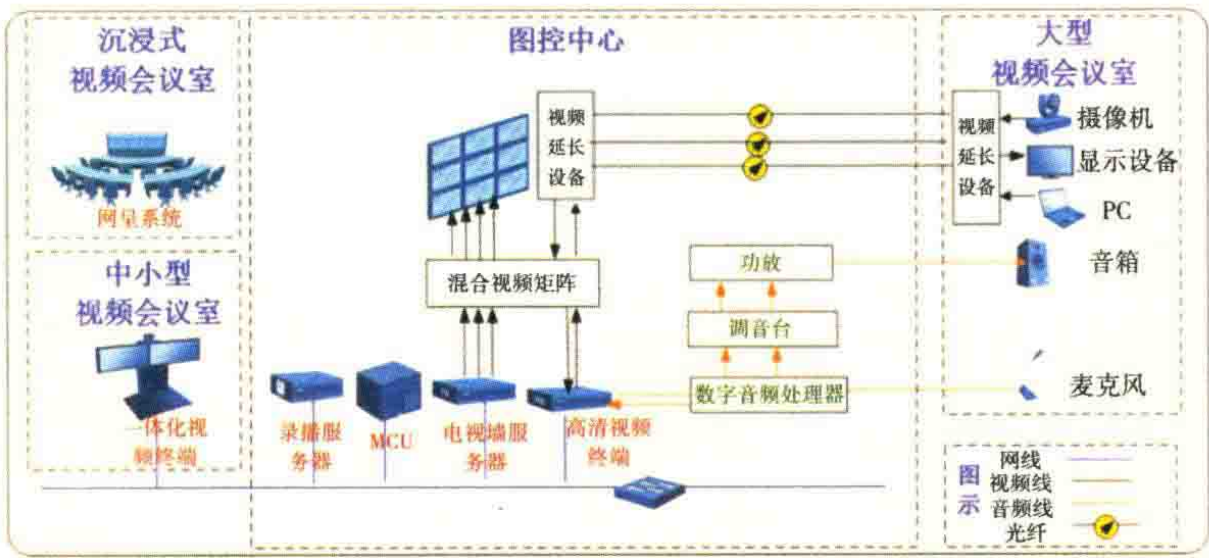 沉浸式
视频会议室
网呈系统
中小型
视频会议室
一体化视
频终端
图控中心
视频
延长
设备
混合视频矩阵
功放
调音台
数字音频处理器
录播服
务器
MCU
电视墙服
务器
高清视频
终端
大型
视频会议室
视频
延长
设备
摄像机
显示设备
PC
音箱
麦克风
图
示
网线
视频线
音频线
光纤